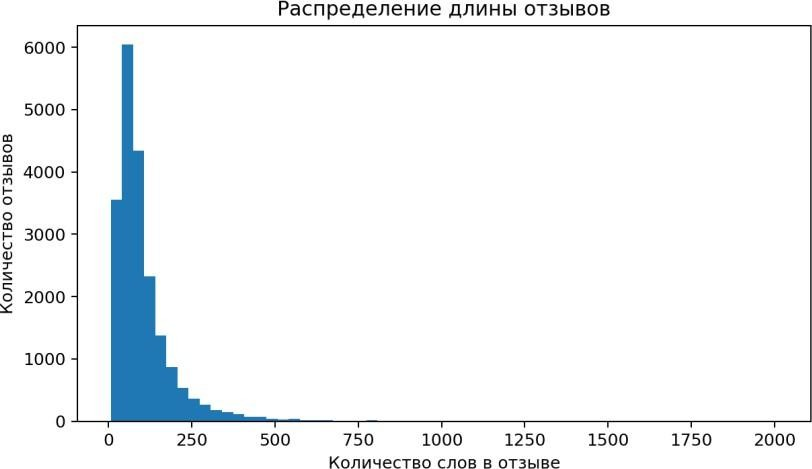 Распределение длины отзывов
Количество отзывов
6000
5000
4000
3000
2000
1000
0
0 250 500 750 1000 1250 1500 1750 2000
Количество слов в отзыве